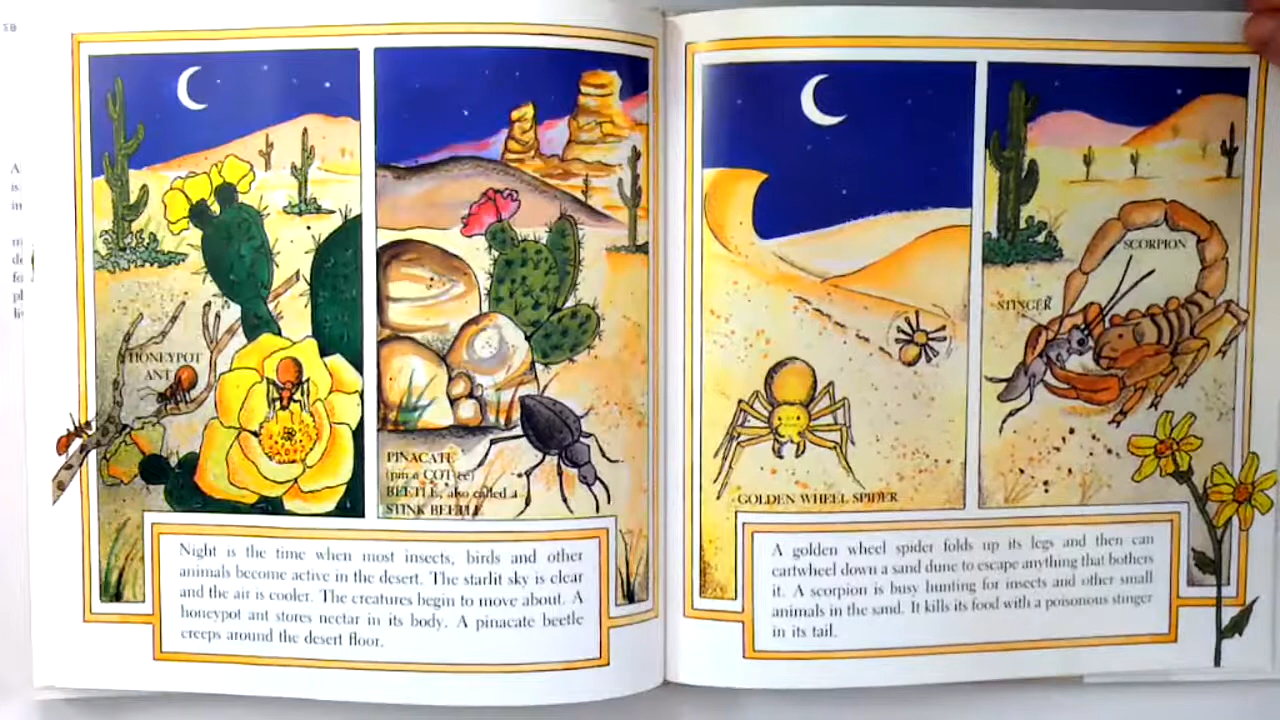 HONEYPOT
ANT
PINACATE
(pin a COT ee)
BEETLE, also called a
STINK BEETLE
Night is the time when most insects, birds and other
animals become active in the desert. The starlit sky is clear
and the air is cooler. The creatures begin to move about. A
honeypot ant stores nectar in its body. A pinacate beetle
creeps around the desert floor.
GOLDEN WHEEL SPIDER
SCORPION
STINGER
A golden wheel spider folds up its legs and then can
cartwheel down a sand dune to escape anything that bothers
it. A scorpion is busy hunting for insects and other small
animals in the sand. It kills its food with a poisonous stinger
in its tail.